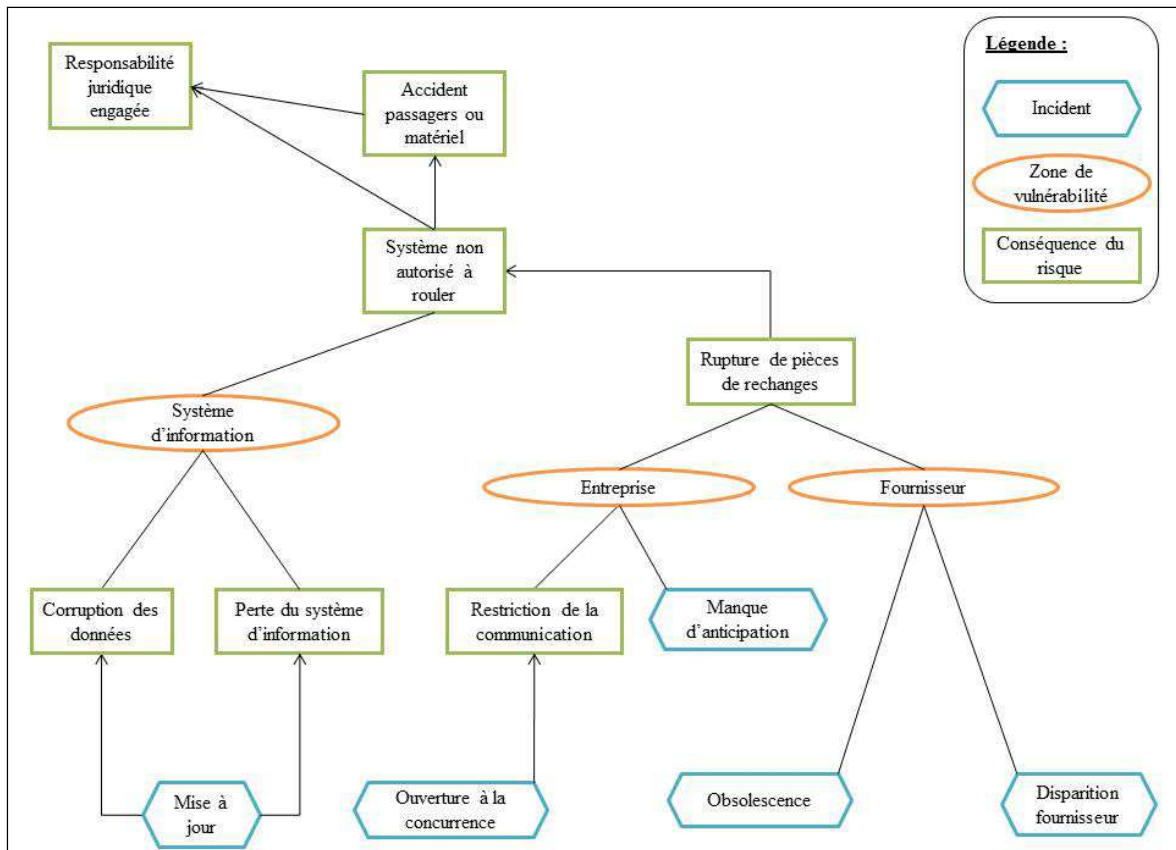 Responsabilité
juridique
engagée
Accident
passagers ou
matériel
Légende :
Incident
Zone de
vulnérabilité
Conséquence du
risque
Système non
autorisé à
rouler
Rupture de pièces
de rechanges
Système
d'information
Entreprise
Fournisseur
Corruption des
données
Perte du système
d'information
Restriction de la
communication
Manque
d'anticipation
Mise à
jour
Ouverture à la
concurrence
Obsolescence
Disparition
fournisseur